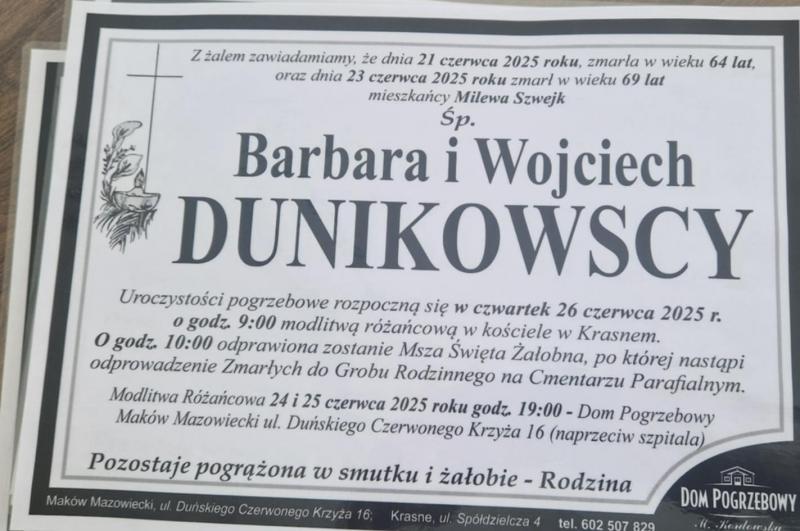 Z żalem zawiadamiamy, że dnia 21 czerwca 2025 roku, zmarła w wieku 64 lat,
oraz dnia 23 czerwca 2025 roku zmarł w wieku 69 lat
mieszkańcy Milewa Szwejk
Śp.
Barbara i Wojciech
DUNIKOWSCY
Uroczystości pogrzebowe rozpoczną się w czwartek 26 czerwca 2025 r.
o godz. 9:00 modlitwą różańcową w kościele w Krasnem.
O godz. 10:00 odprawiona zostanie Msza Święta Żałobna, po której nastąpi
odprowadzenie Zmarłych do Grobu Rodzinnego na Cmentarzu Parafialnym.
Modlitwa Różańcowa 24 i 25 czerwca 2025 roku godz. 19:00 - Dom Pogrzebowy
Maków Mazowiecki ul. Duńskiego Czerwonego Krzyża 16 (naprzeciw szpitala)
Pozostaje pogrążona w smutku i żałobie - Rodzina
Maków Mazowiecki, ul. Duńskiego Czerwonego Krzyża 16; Krasne, ul. Spółdzielcza 4 tel. 602 507 829
DOM POGRZEBOWY
M.